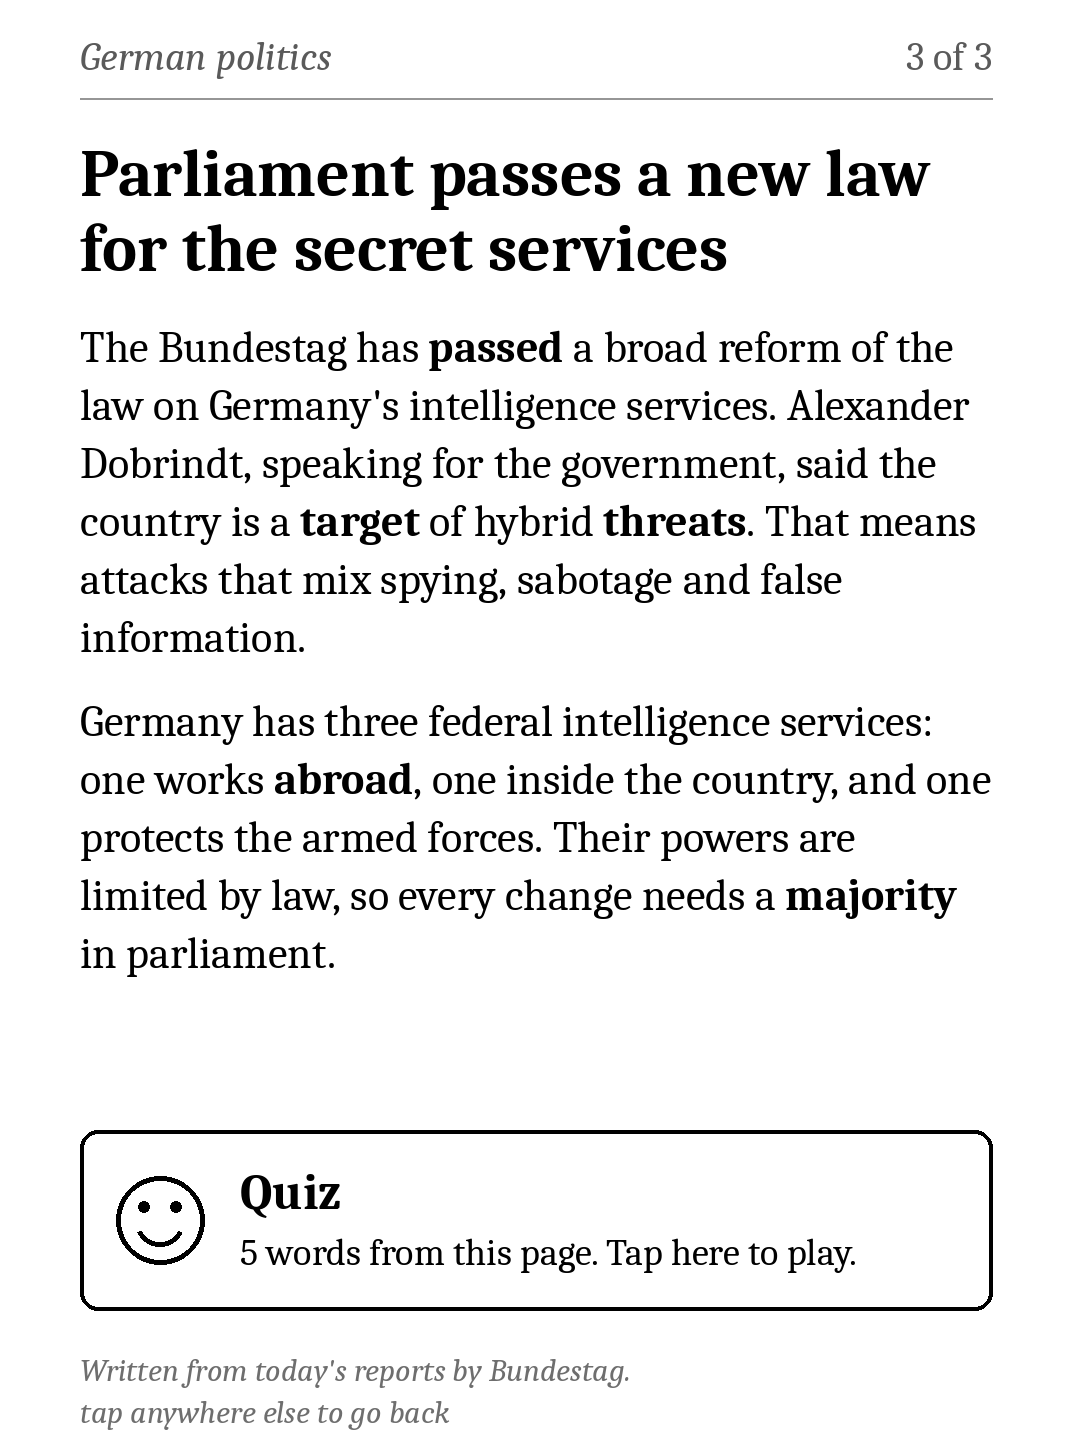 German politics
3 of 3
Parliament passes a new law
for the secret services
The Bundestag has passed a broad reform of the
law on Germany's intelligence services. Alexander
Dobrindt, speaking for the government, said the
country is a target of hybrid threats. That means
attacks that mix spying, sabotage and false
information.
Germany has three federal intelligence services:
one works abroad, one inside the country, and one
protects the armed forces. Their powers are
limited by law, so every change needs a majority
in parliament.
Quiz
5 words from this page. Tap here to play.
Written from today's reports by Bundestag.
tap anywhere else to go back